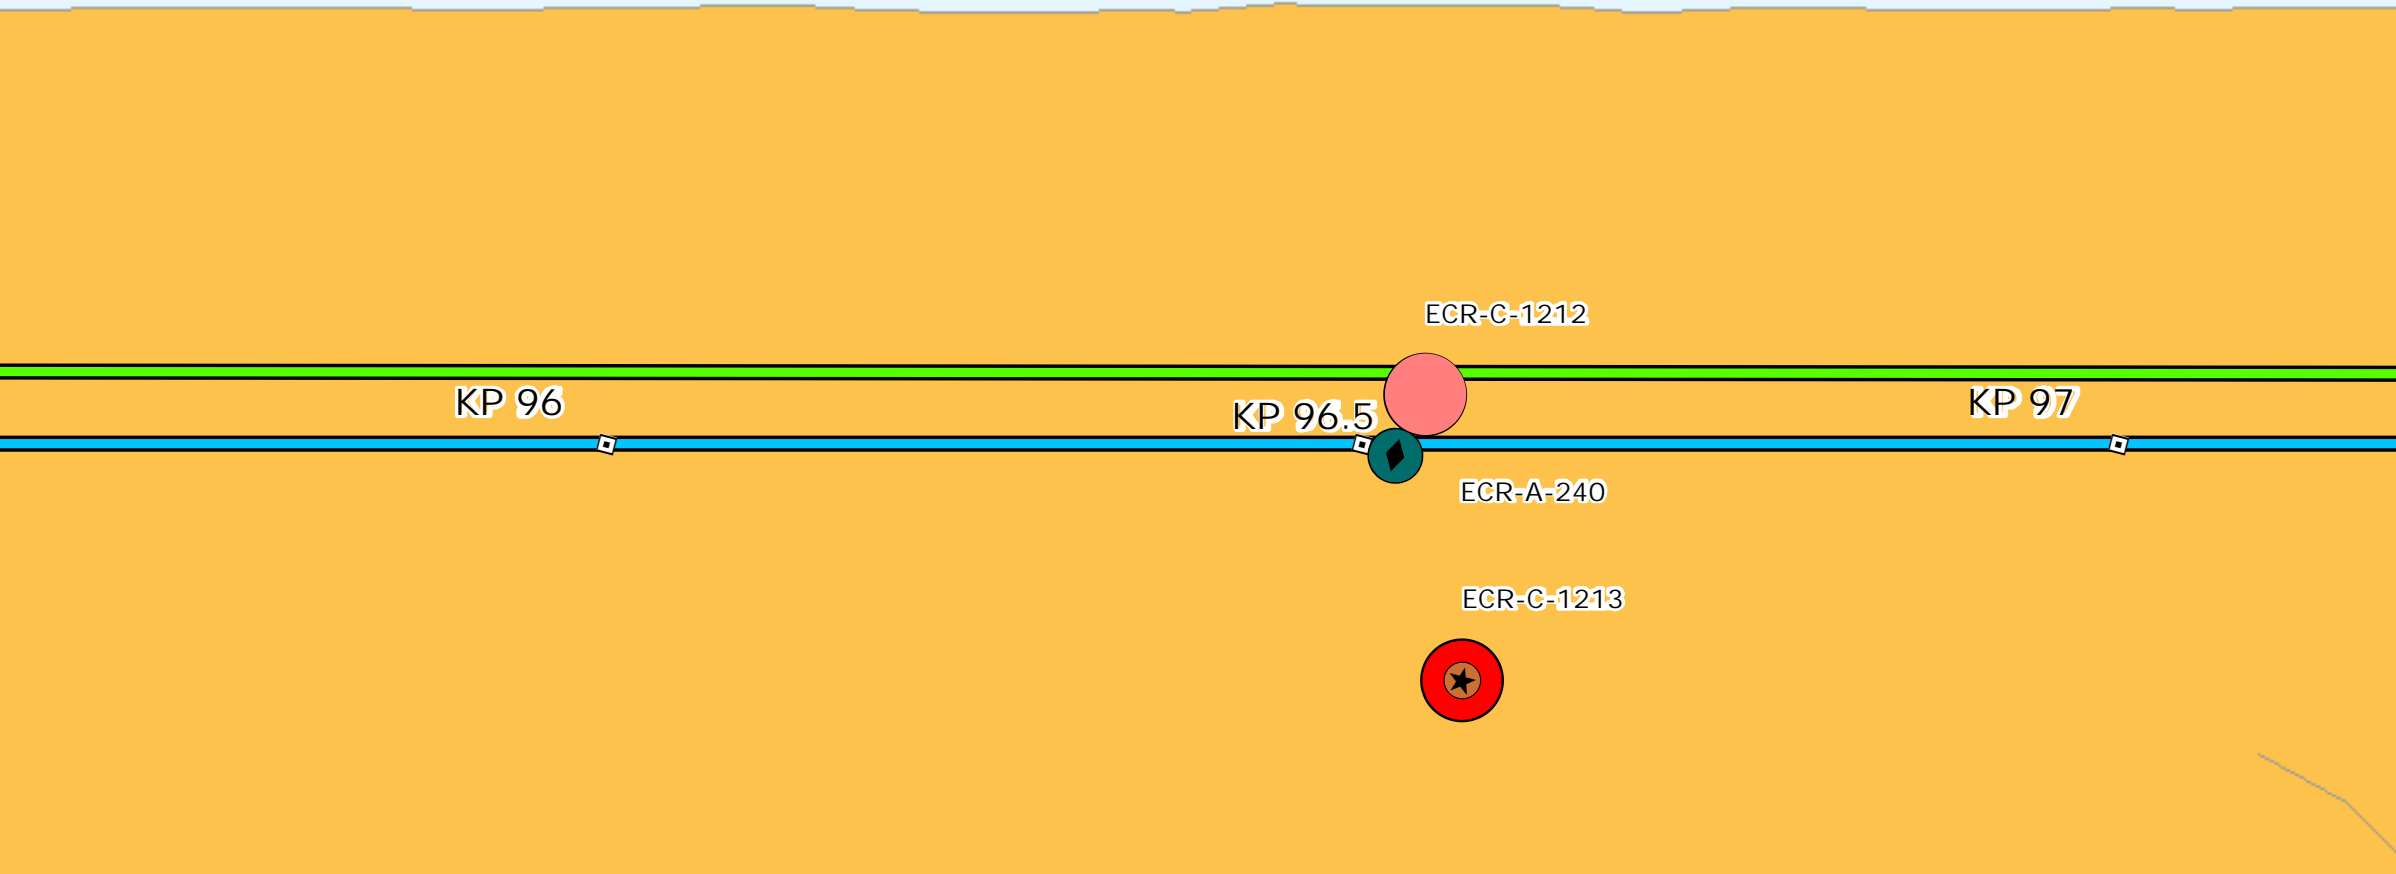 ECR-C-1212
KP 96
KP 96.5
KP 97
ECR-A-240
ECR-C-1213